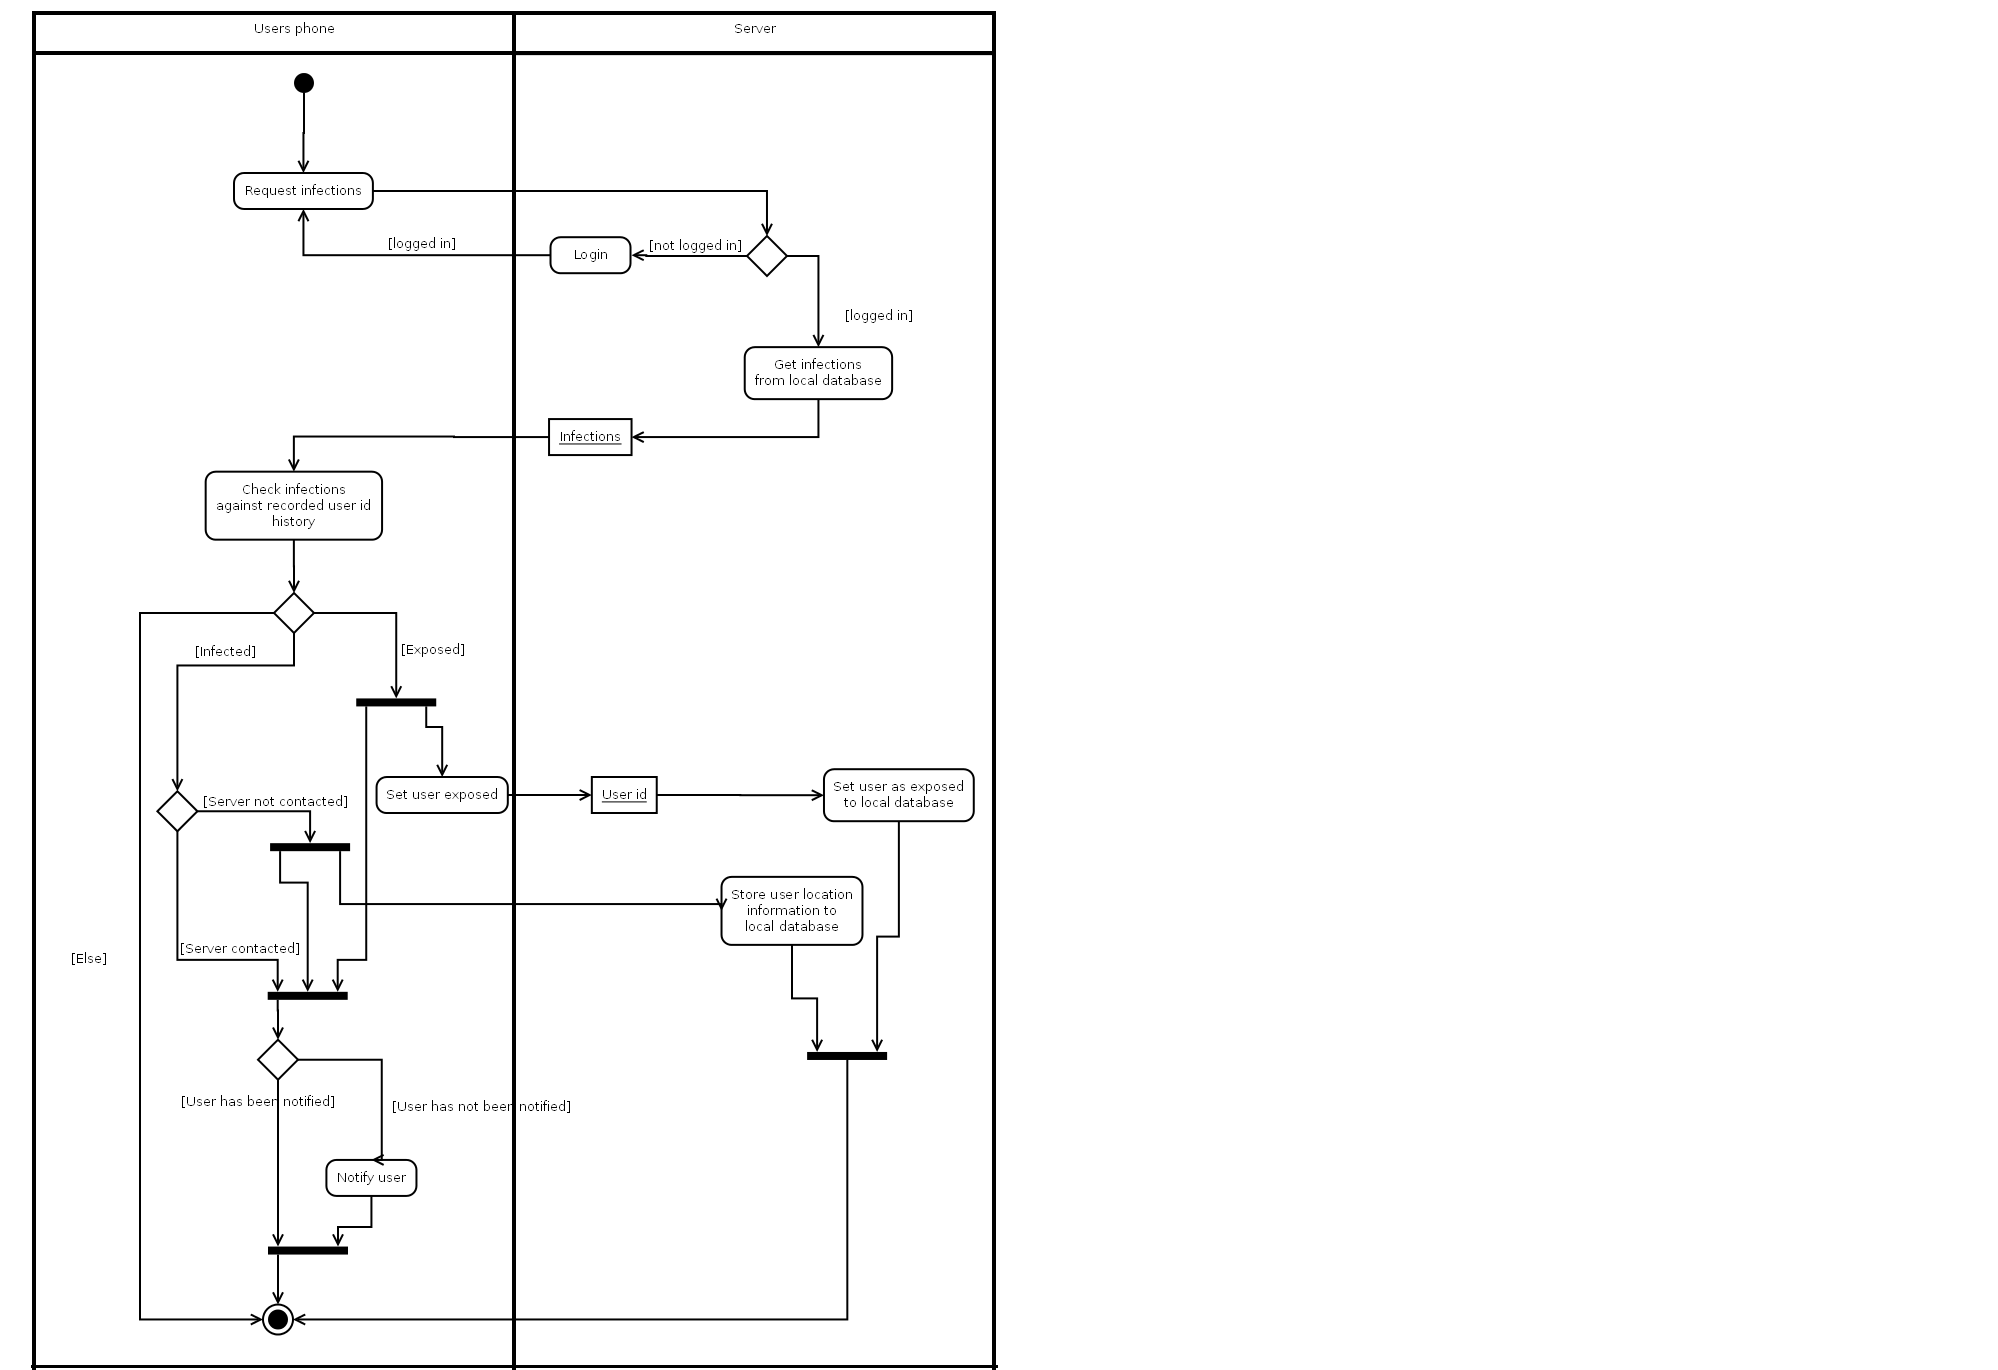 Users phone
Server
Request infections
[logged in]
Login
[not logged in]
[logged in]
Get infections
from local database
Infections
Check infections
against recorded user id
history
[Infected]
[Exposed]
Set user exposed
User id
Set user as exposed
to local database
[Server not contacted]
Store user location
information to
local database
[Server contacted]
[Else]
[User has been notified]
[User has not been notified]
Notify user